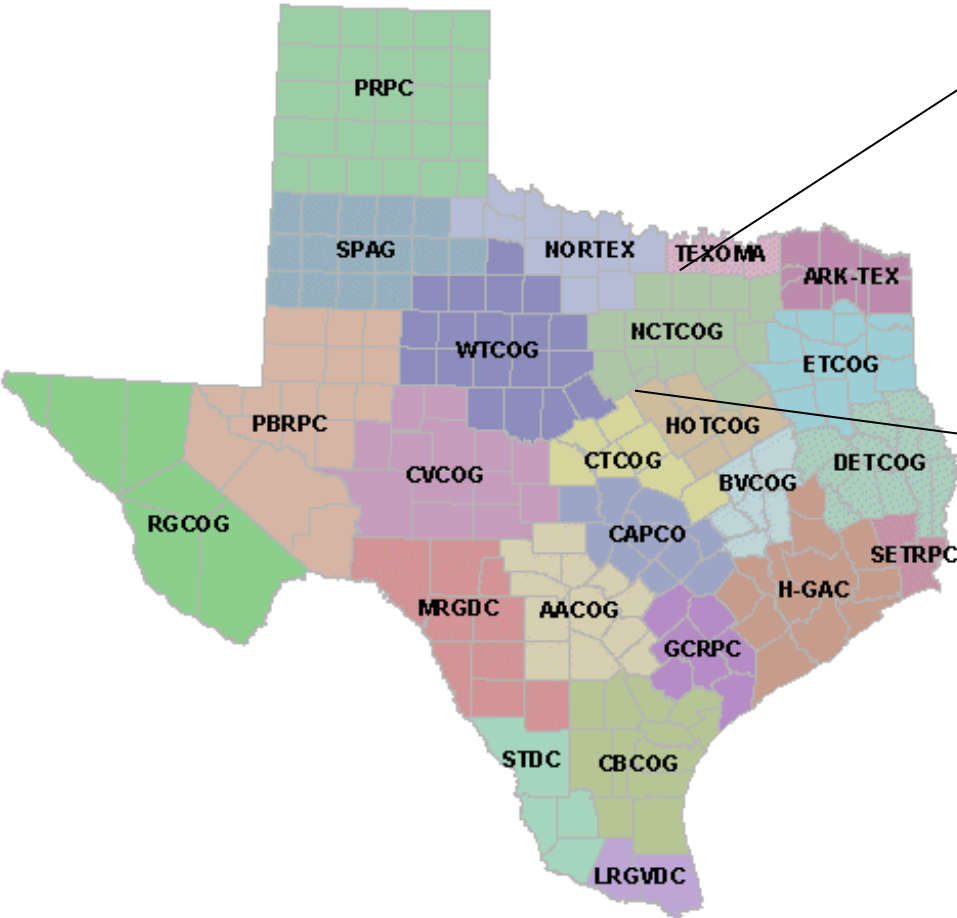 PRPC
SPAG
NORTEX
TEXOMA
ARK-TEX
NCTCOG
WTCOG
ETCOG
PBRPC
HOTCOG
CVCOG
CTCOG
DETCOG
BVCOG
RGCOG
CAPCO
SETRPC
H-GAC
MRGDC
AACOG
GCRPC
STDC
CBCOG
LRGVDC